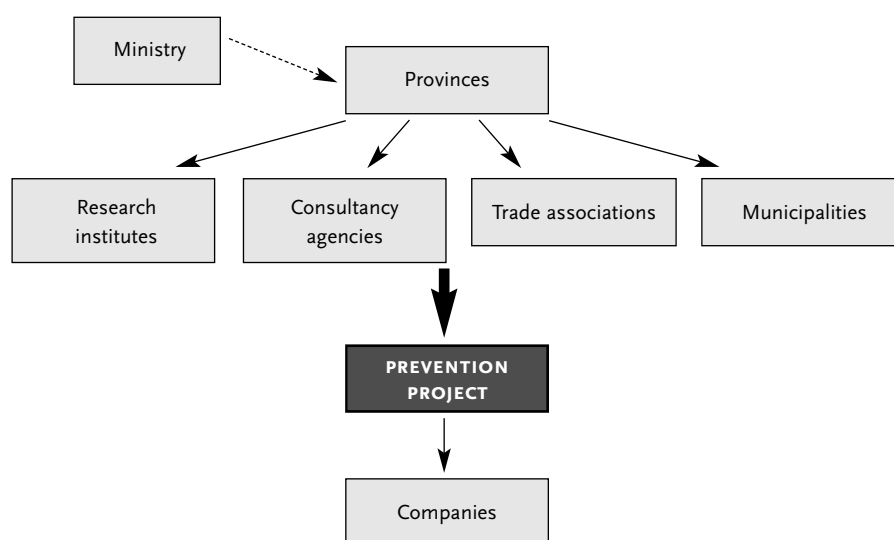 Ministry
Provinces
Research
institutes
Consultancy
agencies
Trade associations
Municipalities
PREVENTION
PROJECT
Companies